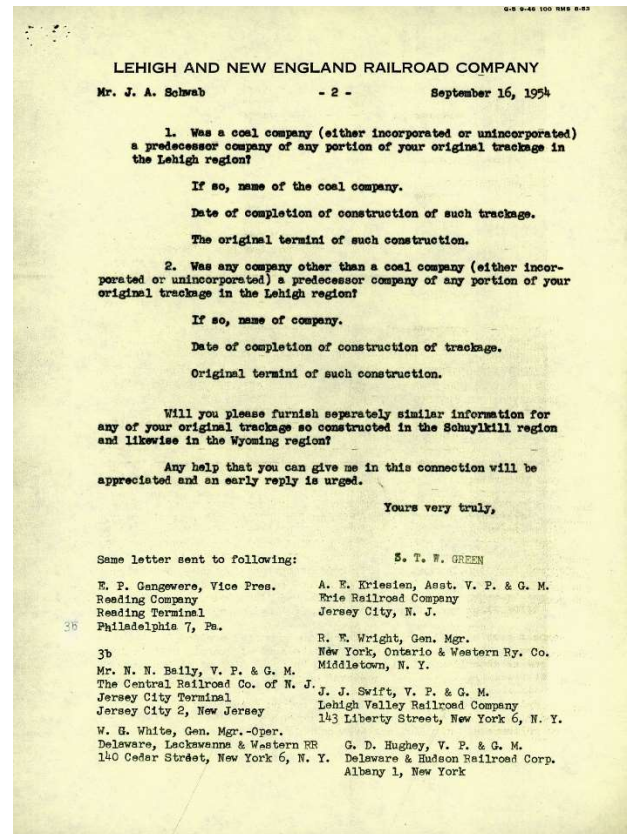 G-5 9-46 100 RMS 8-53
LEHIGH AND NEW ENGLAND RAILROAD COMPANY
Mr. J. A. Schwab - 2 - September 16, 1954
1. Was a coal company (either incorporated or unincorporated)
a predecessor company of any portion of your original trackage in
the Lehigh region?
If so, name of the coal company.
Date of completion of construction of such trackage.
The original termini of such construction.
2. Was any company other than a coal company (either incor-
porated or unincorporated) a predecessor company of any portion of your
original trackage in the Lehigh region?
If so, name of company.
Date of completion of construction of trackage.
Original termini of such construction.
Will you please furnish separately similar information for
any of your original trackage so constructed in the Schuylkill region
and likewise in the Wyoming region?
Any help that you can give me in this connection will be
appreciated and an early reply is urged.
Yours very truly,
S. T. W. GREEN
Same letter sent to following:
E. P. Gangewere, Vice Pres.
Reading Company
Reading Terminal
Philadelphia 7, Pa.
3b
3b
Mr. N. N. Baily, V. P. & G. M.
The Central Railroad Co. of N. J.
Jersey City Terminal
Jersey City 2, New Jersey
W. G. White, Gen. Mgr.-Oper.
Delaware, Lackawanna & Western RR
140 Cedar Street, New York 6, N. Y.
A. E. Kriesien, Asst. V. P. & G. M.
Erie Railroad Company
Jersey City, N. J.
R. E. Wright, Gen. Mgr.
New York, Ontario & Western Ry. Co.
Middletown, N. Y.
J. J. Swift, V. P. & G. M.
Lehigh Valley Railroad Company
143 Liberty Street, New York 6, N. Y.
G. D. Hughey, V. P. & G. M.
Delaware & Hudson Railroad Corp.
Albany 1, New York